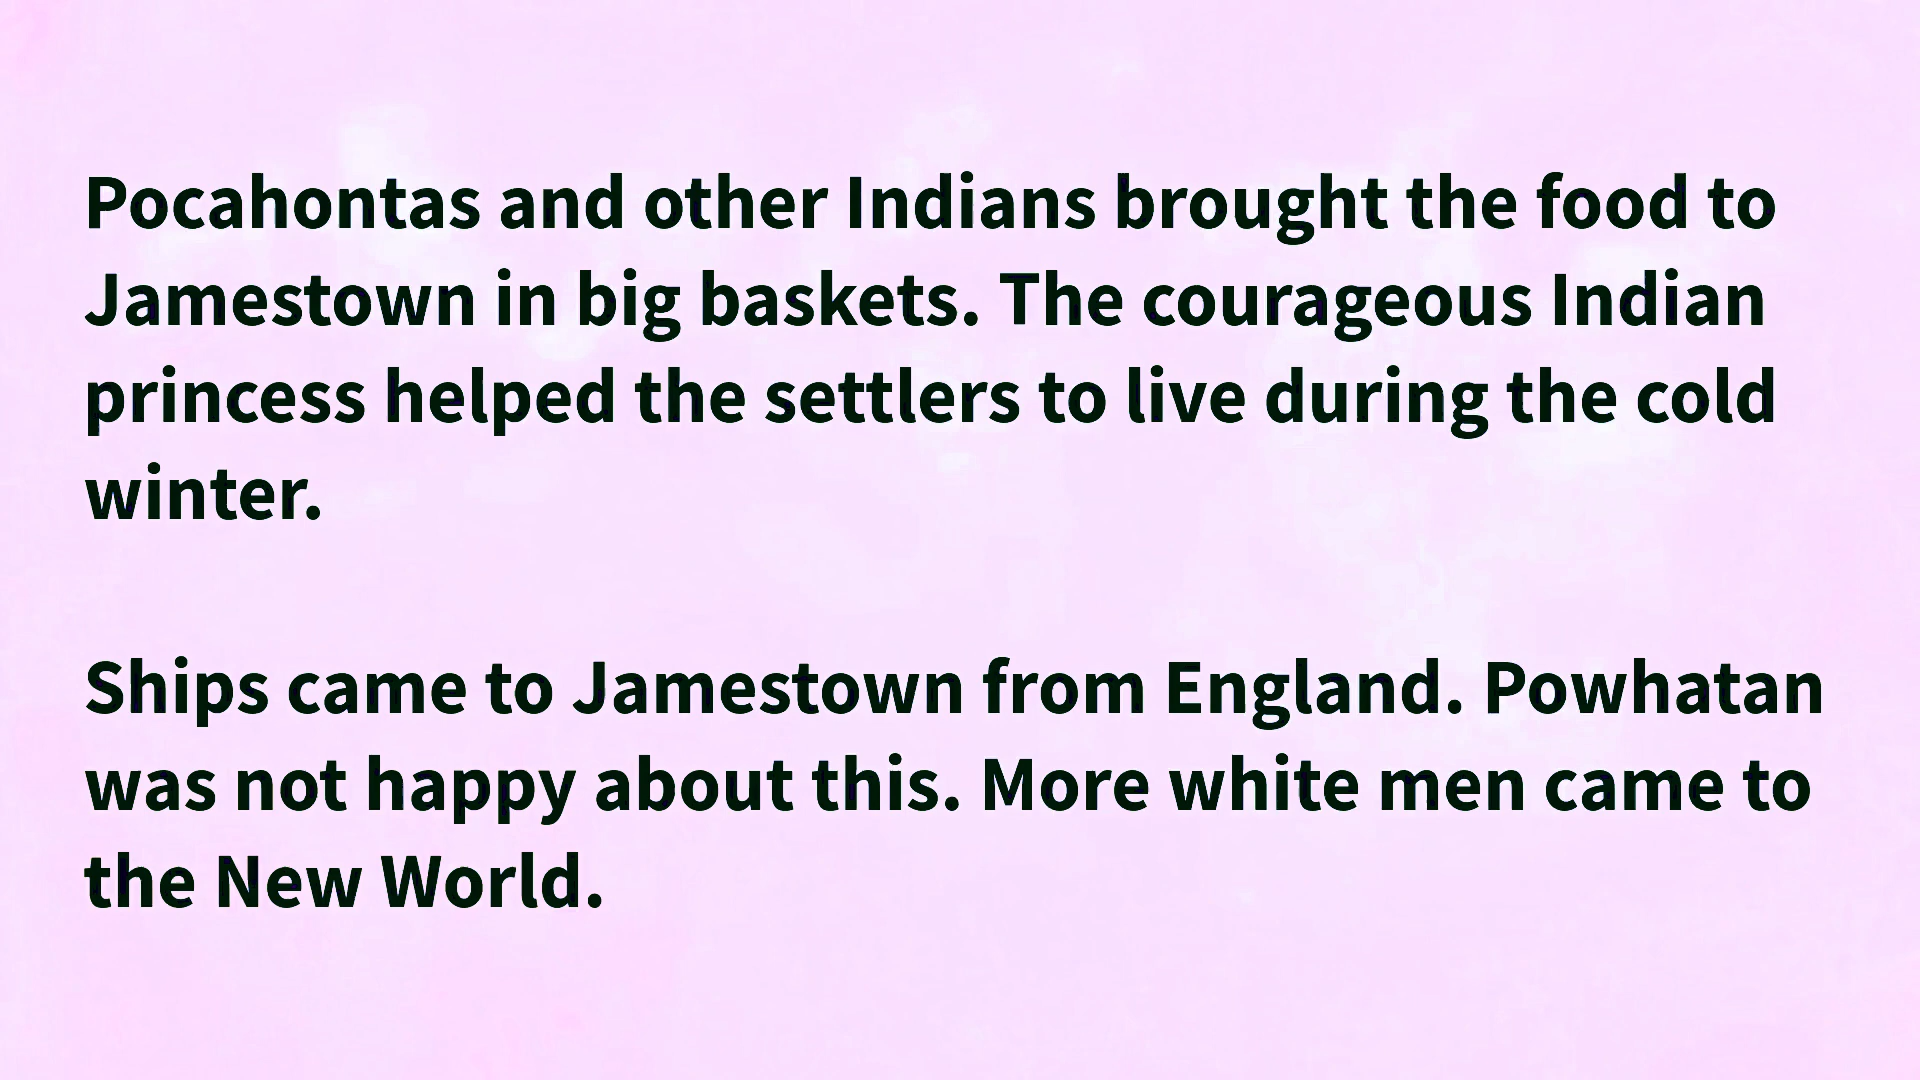 Pocahontas and other Indians brought the food to
Jamestown in big baskets. The courageous Indian
princess helped the settlers to live during the cold
winter.
Ships came to Jamestown from England. Powhatan
was not happy about this. More white men came to
the New World.